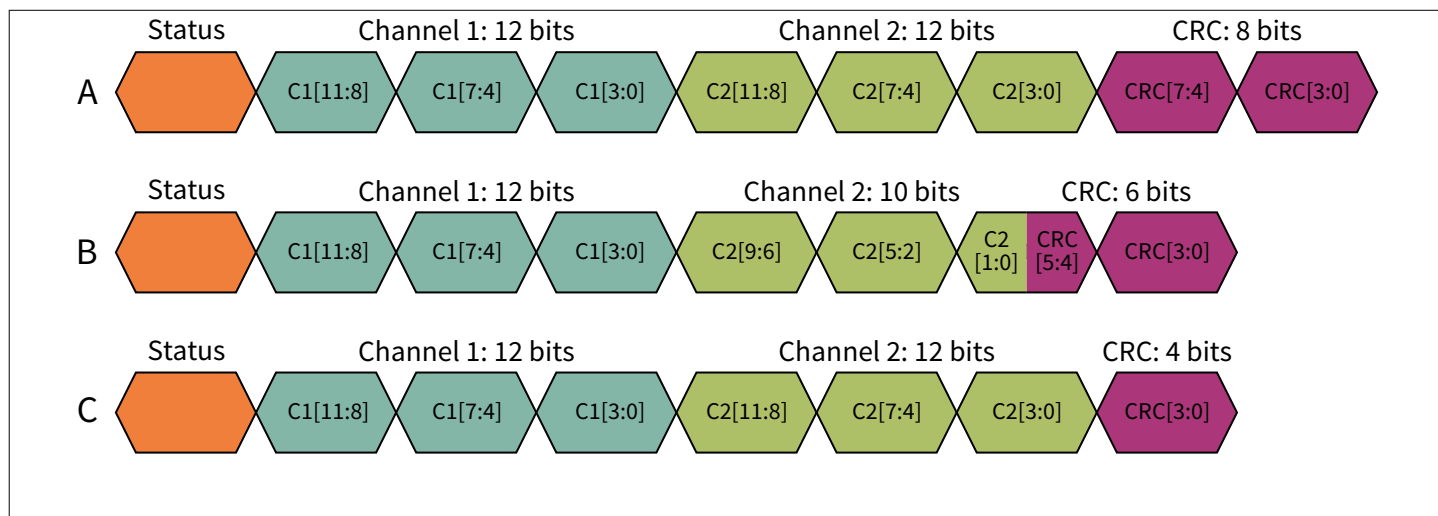 Status Channel 1: 12 bits Channel 2: 12 bits CRC: 8 bits
A C1[11:8] C1[7:4] C1[3:0] C2[11:8] C2[7:4] C2[3:0] CRC[7:4] CRC[3:0]
Status Channel 1: 12 bits Channel 2: 10 bits CRC: 6 bits
B C1[11:8] C1[7:4] C1[3:0] C2[9:6] C2[5:2] C2 [1:0] CRC [5:4] CRC[3:0]
Status Channel 1: 12 bits Channel 2: 12 bits CRC: 4 bits
C C1[11:8] C1[7:4] C1[3:0] C2[11:8] C2[7:4] C2[3:0] CRC[3:0]